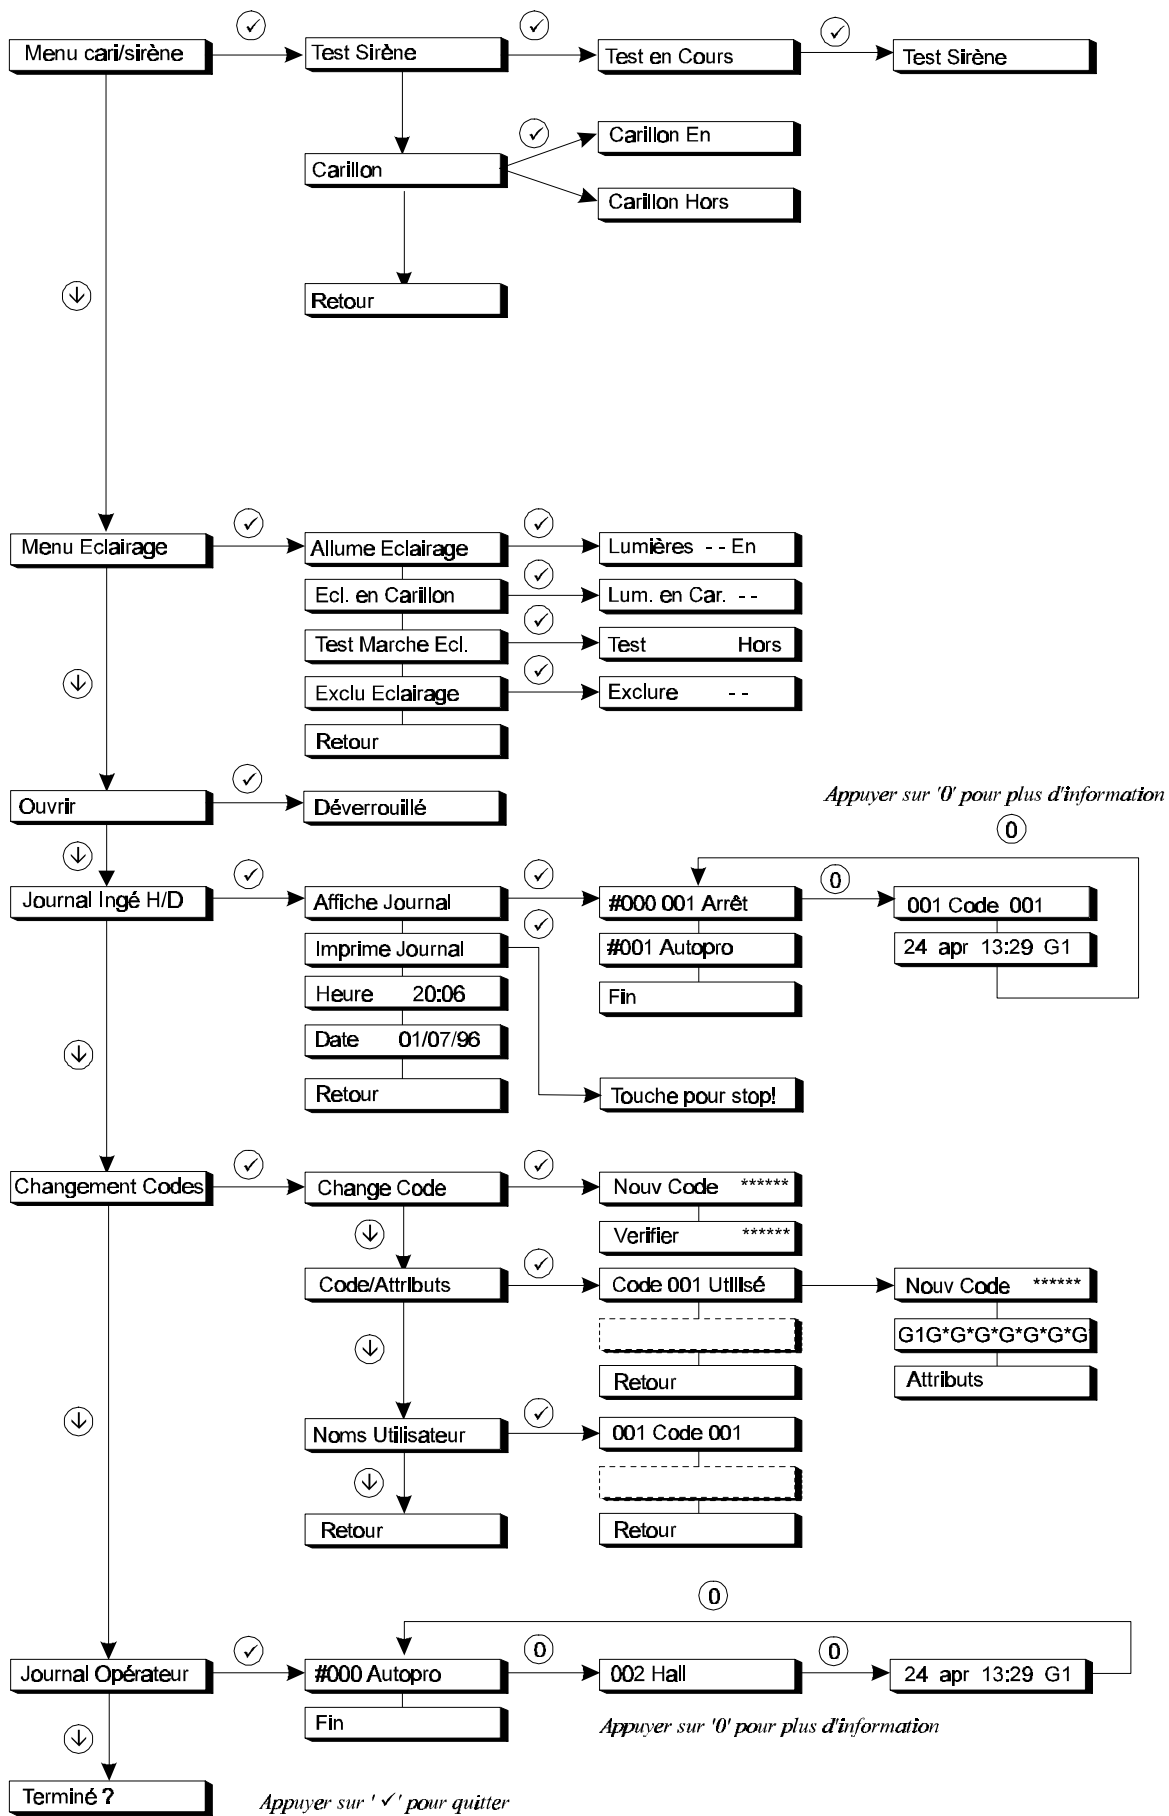 Menu cari/sirène
Test Sirène
Test en Cours
Test Sirène
Carillon
Carillon En
Carillon Hors
Retour
Menu Eclairage
Allume Eclairage
Lumières - - En
Ecl. en Carillon
Lum. en Car. - -
Test Marche Ecl.
Test Hors
Exclu Eclairage
Exclure - -
Retour
Ouvrir
Déverrouillé
Appuyer sur '0' pour plus d'information
0
Journal Ingé H/D
Affiche Journal
#000 001 Arrêt
0
001 Code 001
Imprime Journal
#001 Autopro
24 apr 13:29 G1
Heure 20:06
Fin
Date 01/07/96
Retour
Touche pour stop!
Changement Codes
Change Code
Nouv Code ******
Verifier ******
Code/Attributs
Code 001 Utilisé
Nouv Code ******
G1G*G*G*G*G*G*G
Retour
Attributs
Noms Utilisateur
001 Code 001
Retour
Retour
0
Journal Opérateur
#000 Autopro
0
002 Hall
0
24 apr 13:29 G1
Fin
Appuyer sur '0' pour plus d'information
Terminé ?
Appuyer sur ' ✓' pour quitter